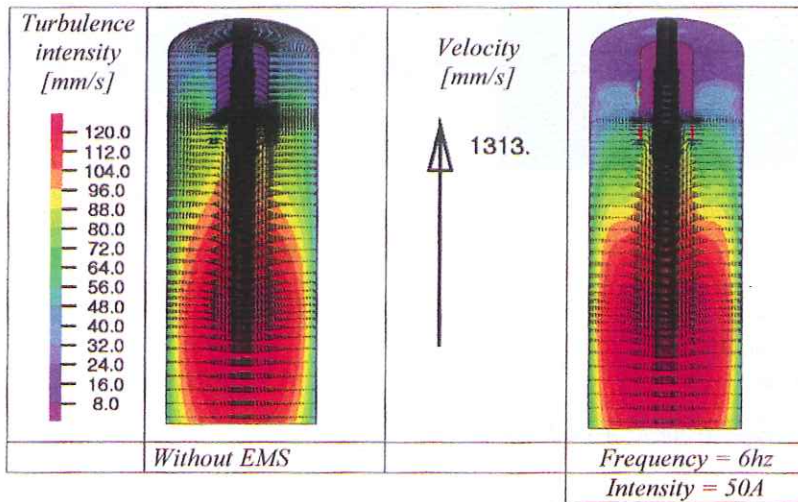 Turbulence
intensity
[mm/s]
120.0
112.0
104.0
96.0
88.0
80.0
72.0
64.0
56.0
48.0
40.0
32.0
24.0
16.0
8.0
Velocity
[mm/s]
1313.
Without EMS
Frequency = 6hz
Intensity = 50A